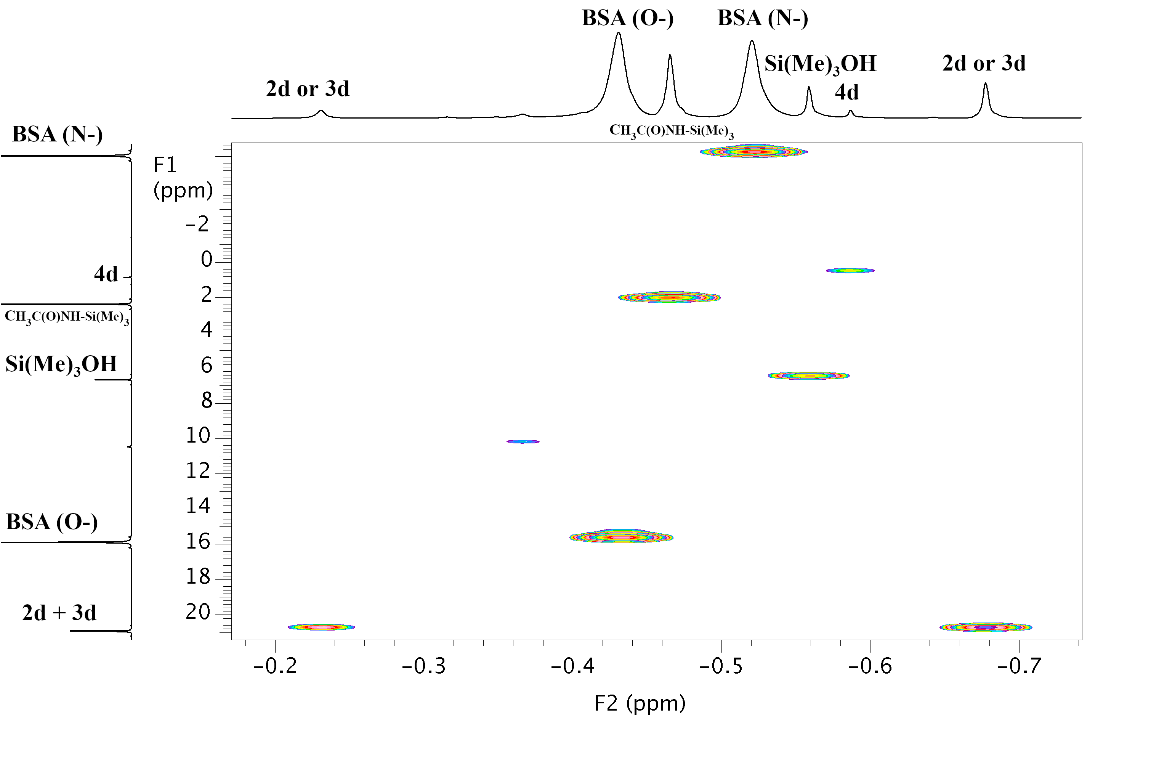 BSA (O-)
BSA (N-)
Si(Me)₃OH
2d or 3d
4d
2d or 3d
CH₃C(O)NH-Si(Me)₃
BSA (N-)
F1
(ppm)
−2
0
4d
2
CH₃C(O)NH-Si(Me)₃
4
Si(Me)₃OH
6
8
10
12
14
BSA (O-)
16
18
2d + 3d
20
−0.2
−0.3
−0.4
−0.5
−0.6
−0.7
F2 (ppm)